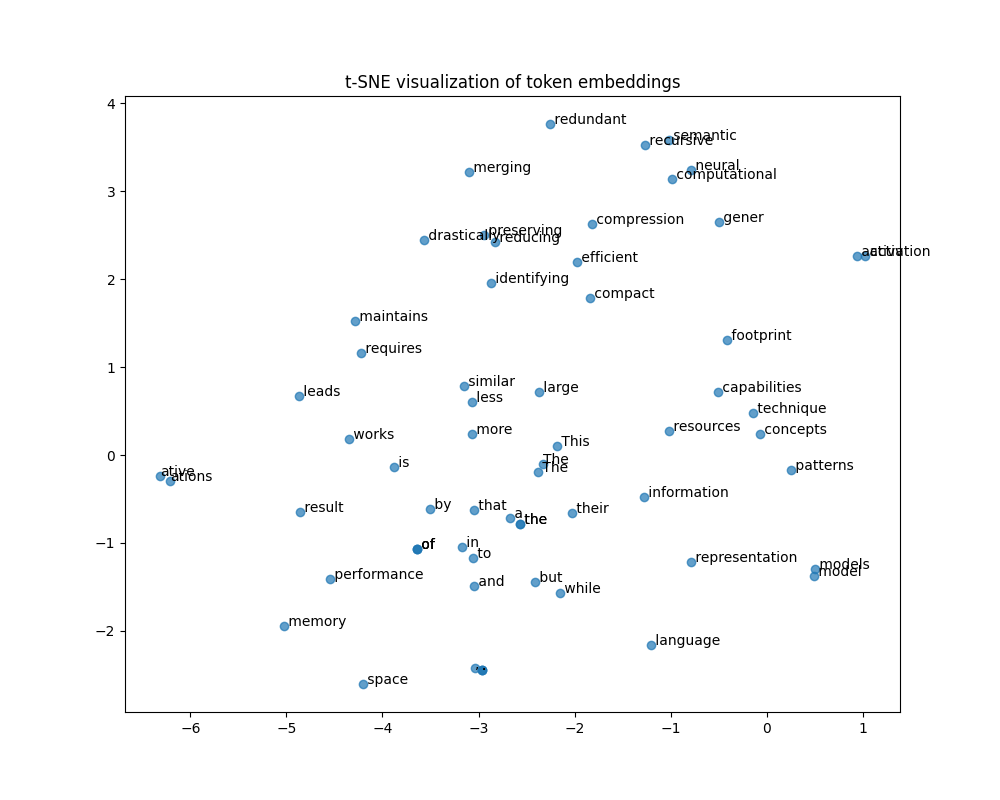 t-SNE visualization of token embeddings
4
redundant
semantic
recursive
neural
merging
computational
3
gener
compression
preserving
drastically
reducing
activation
efficient
identifying
2
compact
maintains
footprint
requires
1
similar
large
capabilities
leads
less
technique
more
concepts
resources
works
This
The
The
is
0
patterns
ative
ations
information
by
that
their
result
a
the
of
in
-1
to
representation
models
model
performance
and
but
while
memory
-2
language
space
-6
-5
-4
-3
-2
-1
0
1